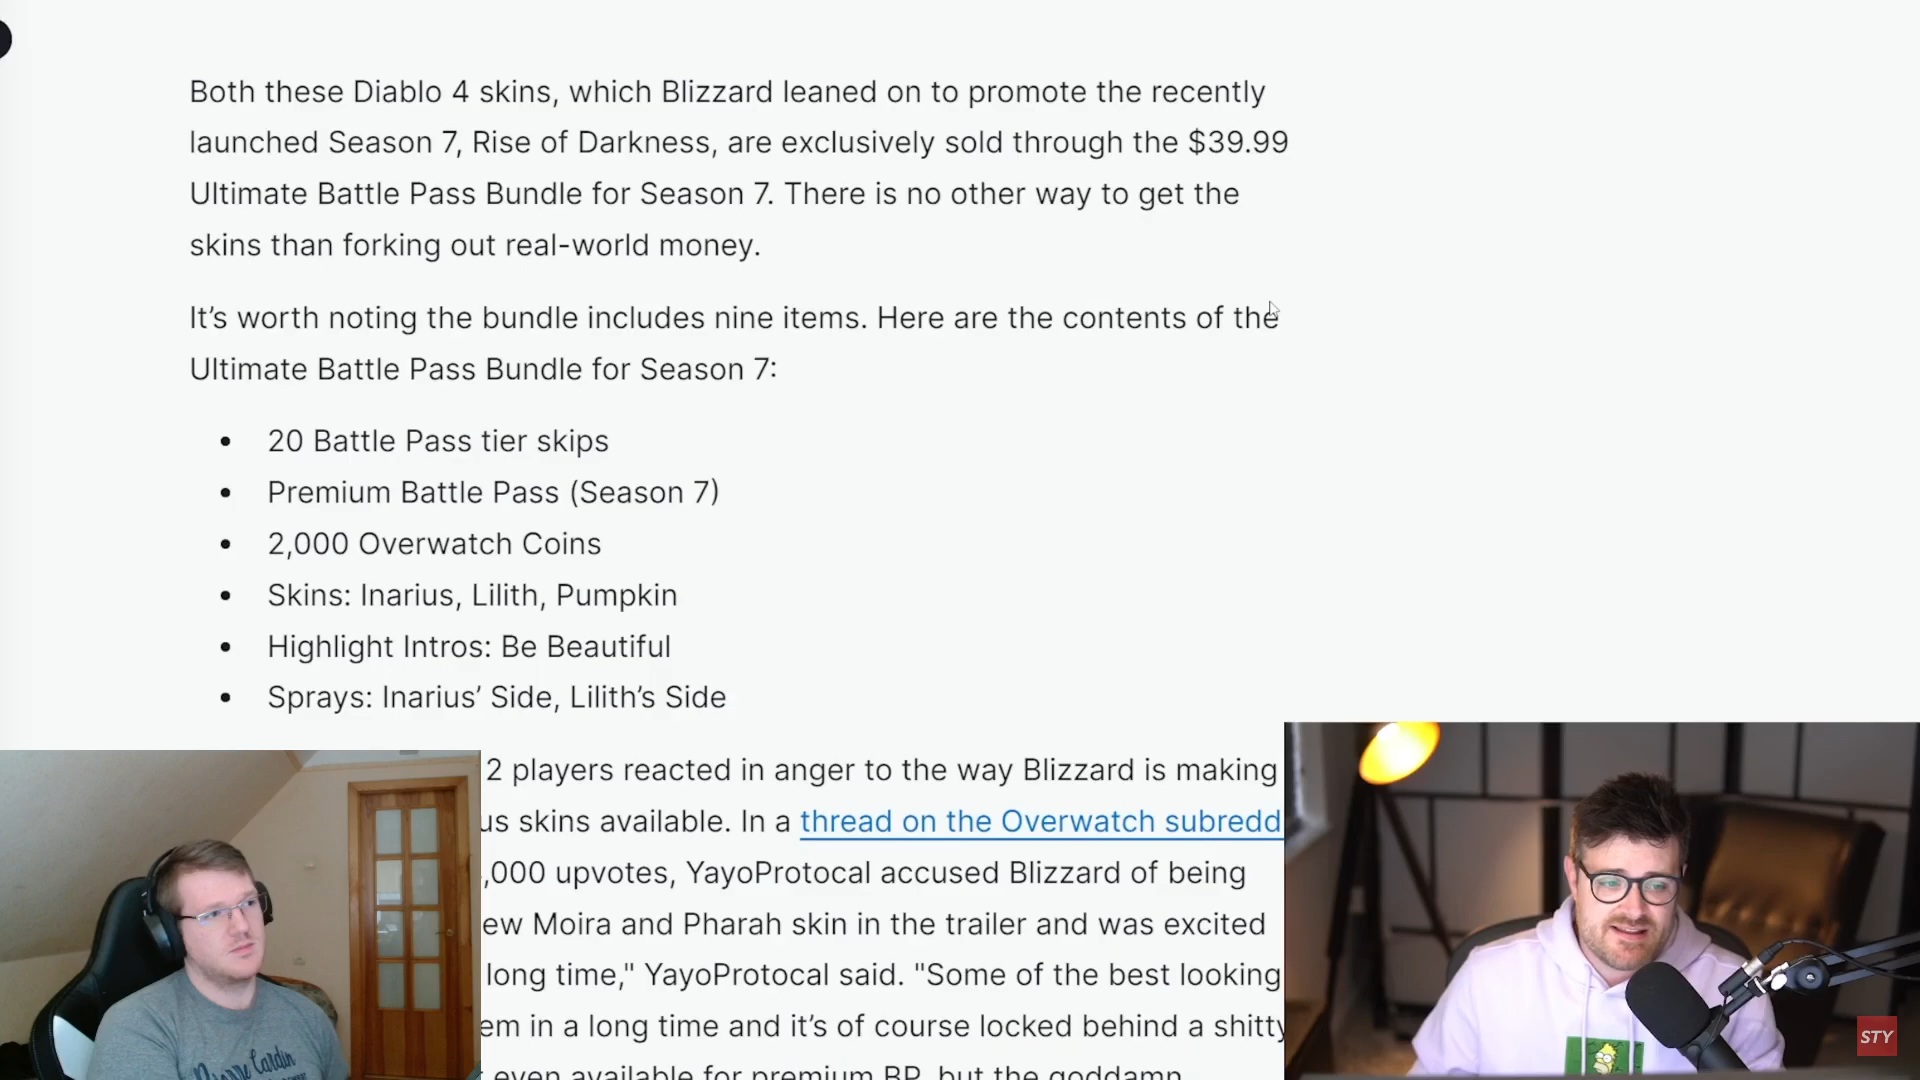 Both these Diablo 4 skins, which Blizzard leaned on to promote the recently
launched Season 7, Rise of Darkness, are exclusively sold through the $39.99
Ultimate Battle Pass Bundle for Season 7. There is no other way to get the
skins than forking out real-world money.
It’s worth noting the bundle includes nine items. Here are the contents of the
Ultimate Battle Pass Bundle for Season 7:
• 20 Battle Pass tier skips
• Premium Battle Pass (Season 7)
• 2,000 Overwatch Coins
• Skins: Inarius, Lilith, Pumpkin
• Highlight Intros: Be Beautiful
• Sprays: Inarius’ Side, Lilith’s Side
2 players reacted in anger to the way Blizzard is making
us skins available. In a thread on the Overwatch subredd
,000 upvotes, YayoProtocal accused Blizzard of being
ew Moira and Pharah skin in the trailer and was excited
long time," YayoProtocal said. "Some of the best looking
em in a long time and it’s of course locked behind a shitty
even available for premium BP, but the goddamn
Pierre Cardin
STY